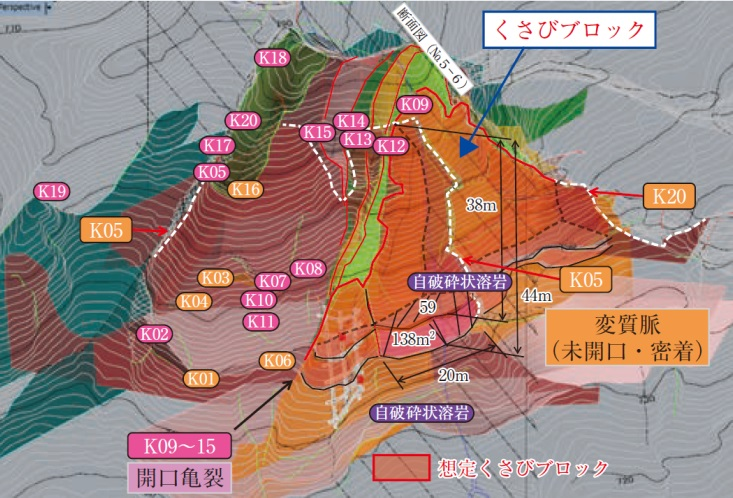 Perspective
110
190
断面図（No.5-6）
くさびブロック
K18
K09
K20
K14
K15
K13
K12
K17
K05
K16
K19
K20
K05
38m
K03
K07
K08
自破砕状溶岩
K05
K04
K10
44m
59
K11
変質脈
（未開口・密着）
K02
138m²
K06
K01
20m
自破砕状溶岩
K09～15
開口亀裂
想定くさびブロック
120